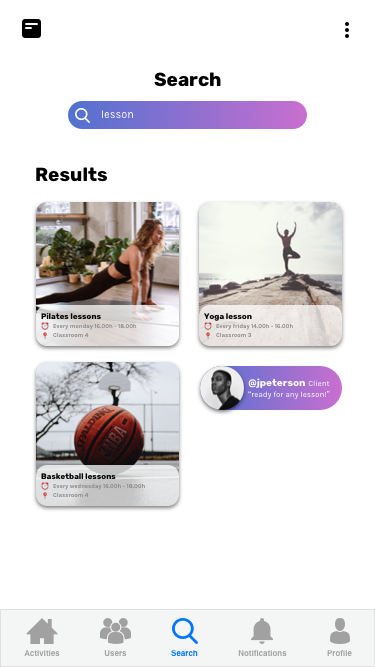 Search
lesson
Results
Pilates lessons
Every monday 16.00h - 18.00h
Classroom 4
Yoga lesson
Every friday 14.00h - 16.00h
Classroom 3
SPALDING
NBA
Basketball lessons
Every wednesday 16.00h - 18.00h
Classroom 4
@jpeterson Client
"ready for any lesson!"
Activities
Users
Search
Notifications
Profile